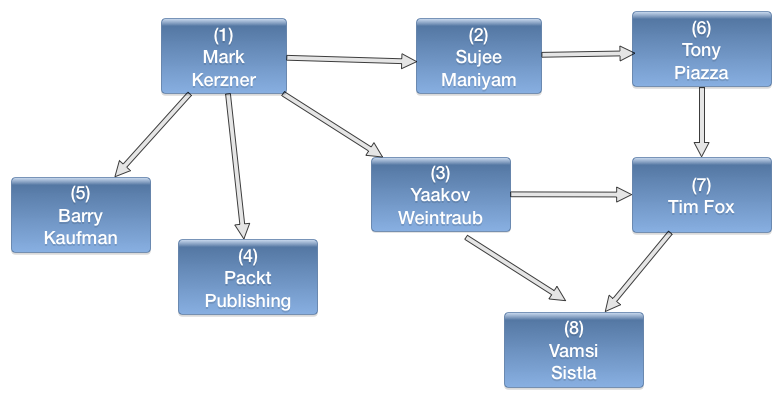 (1)
Mark
Kerzner
(2)
Sujee
Maniyam
(6)
Tony
Piazza
(5)
Barry
Kaufman
(3)
Yaakov
Weintraub
(7)
Tim Fox
(4)
Packt
Publishing
(8)
Vamsi
Sistla